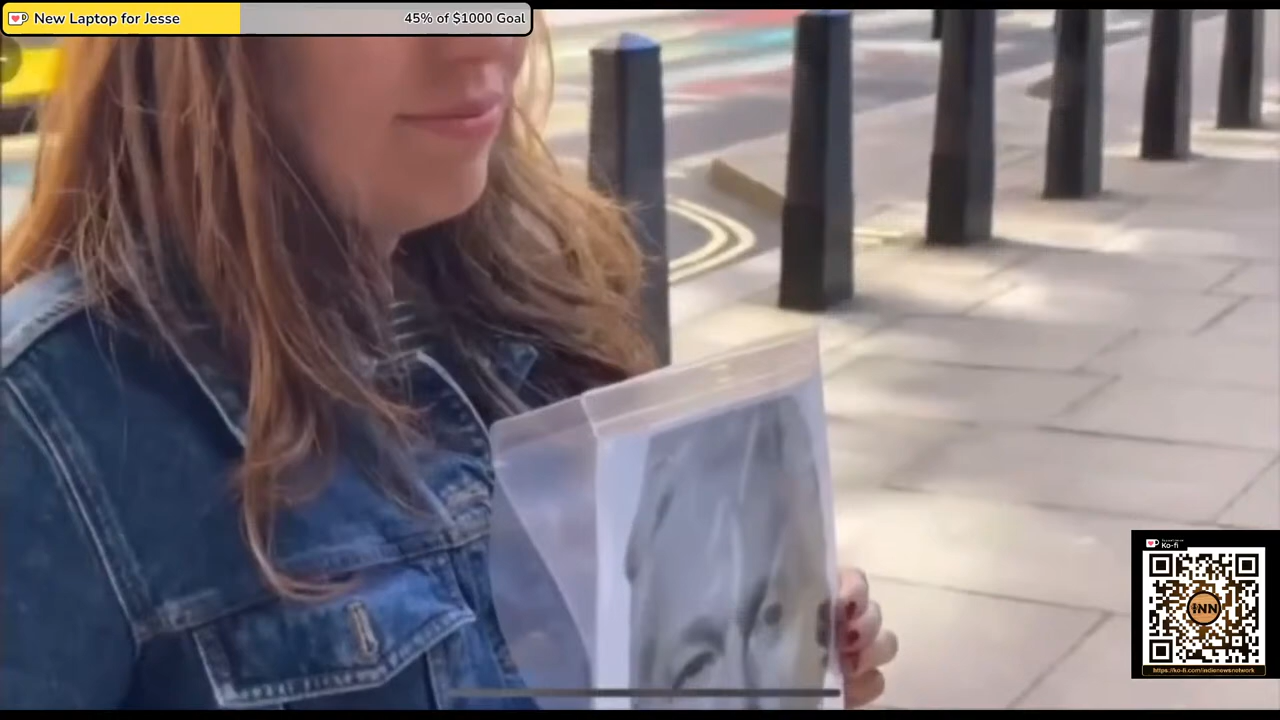 New Laptop for Jesse
45% of $1000 Goal
Ko-fi
iNN
https://ko-fi.com/indienewsnetwork